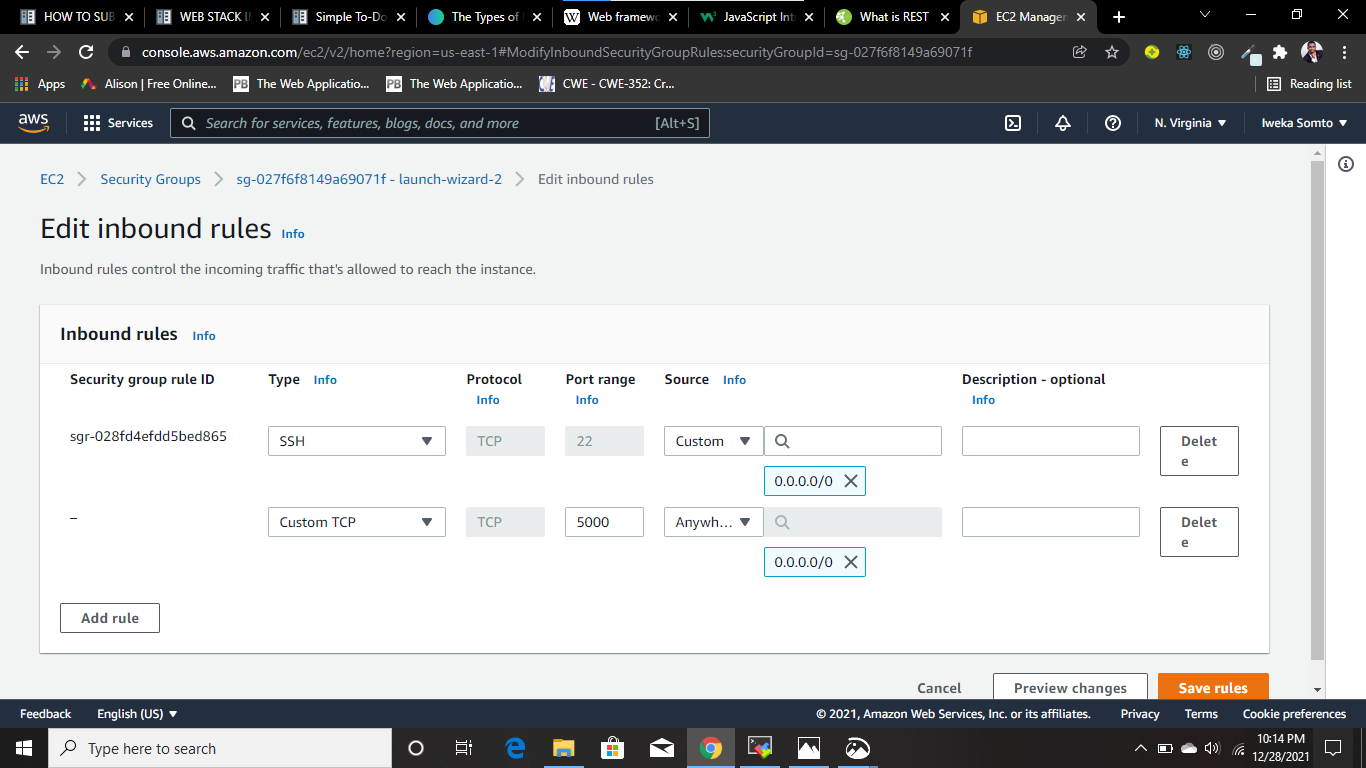 HOW TO SUB
WEB STACK I
Simple To-Do
The Types of
Web framew
JavaScript Int
What is REST
EC2 Manager
console.aws.amazon.com/ec2/v2/home?region=us-east-1#ModifyInboundSecurityGroupRules:securityGroupId=sg-027f6f8149a69071f
Apps
Alison | Free Online...
PB The Web Applicatio...
PB The Web Applicatio...
CWE - CWE-352: Cr...
Reading list
aws
Services
Search for services, features, blogs, docs, and more [Alt+S]
N. Virginia
Iweka Somto
EC2
Security Groups
sg-027f6f8149a69071f - launch-wizard-2
Edit inbound rules
Edit inbound rules Info
Inbound rules control the incoming traffic that's allowed to reach the instance.
Inbound rules Info
Security group rule ID
Type Info
Protocol
Info
Port range
Info
Source Info
Description - optional
Info
sgr-028fd4efdd5bed865
SSH
TCP
22
Custom
0.0.0.0/0
Delet
e
–
Custom TCP
TCP
5000
Anywh...
0.0.0.0/0
Delet
e
Add rule
Cancel
Preview changes
Save rules
Feedback
English (US)
© 2021, Amazon Web Services, Inc. or its affiliates.
Privacy
Terms
Cookie preferences
Type here to search
10:14 PM
12/28/2021